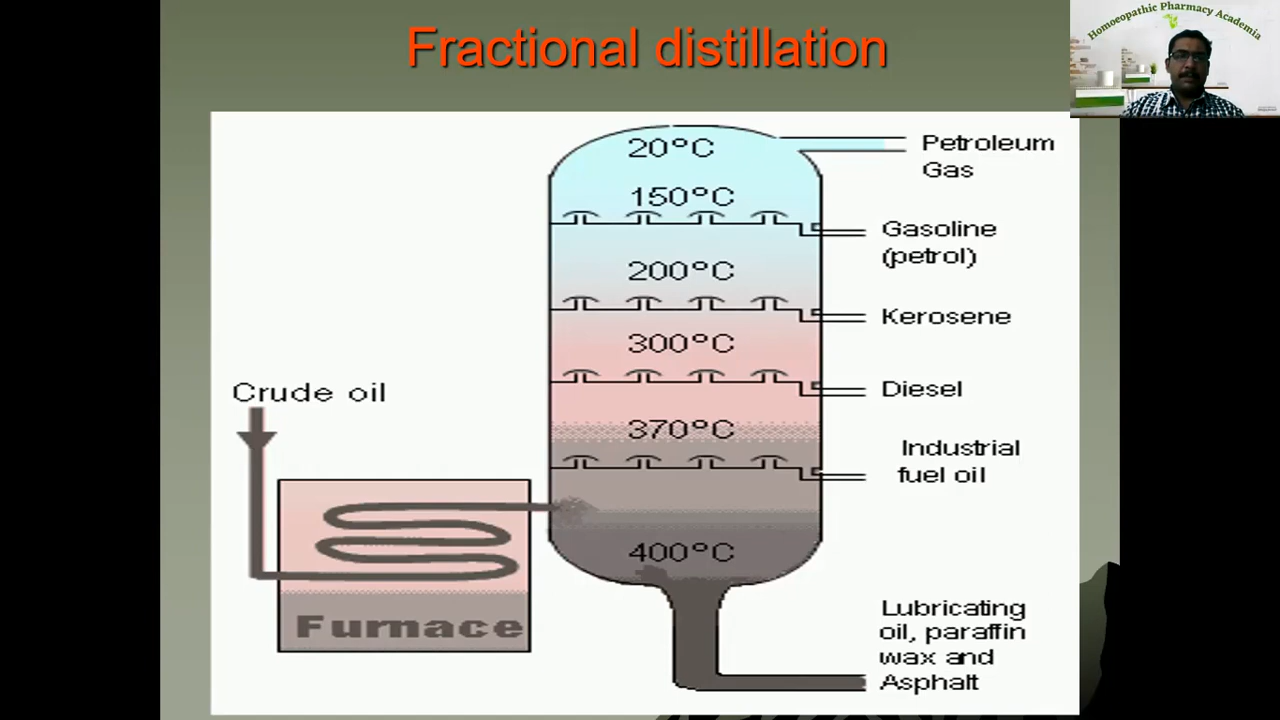 Fractional distillation
Homoeopathic Pharmacy Academia
20°C
Petroleum
Gas
150°C
Gasoline
(petrol)
200°C
Kerosene
300°C
Diesel
370°C
Industrial
fuel oil
Crude oil
400°C
Furnace
Lubricating
oil, paraffin
wax and
Asphalt